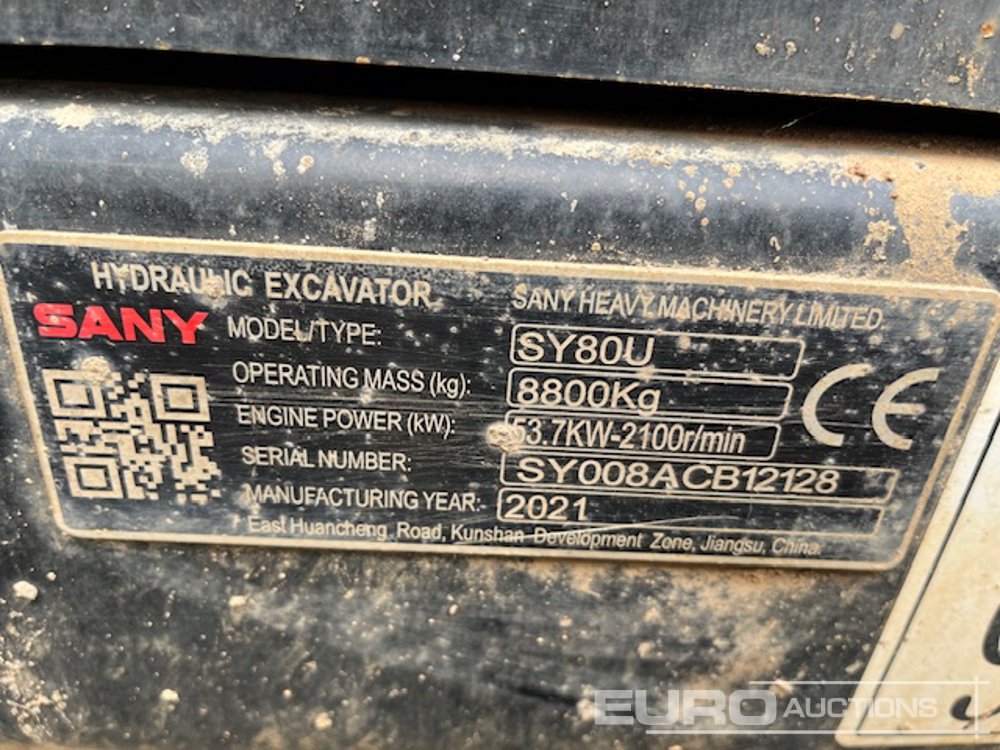 HYDRAULIC EXCAVATOR
SANY HEAVY MACHINERY LIMITED
SANY
MODEL/TYPE: SY80U
OPERATING MASS (kg): 8800Kg
ENGINE POWER (kW): 53.7KW-2100r/min
SERIAL NUMBER: SY008ACB12128
MANUFACTURING YEAR: 2021
East Huancheng Road, Kunshan Development Zone, Jiangsu, China.
CE
EURO AUCTIONS